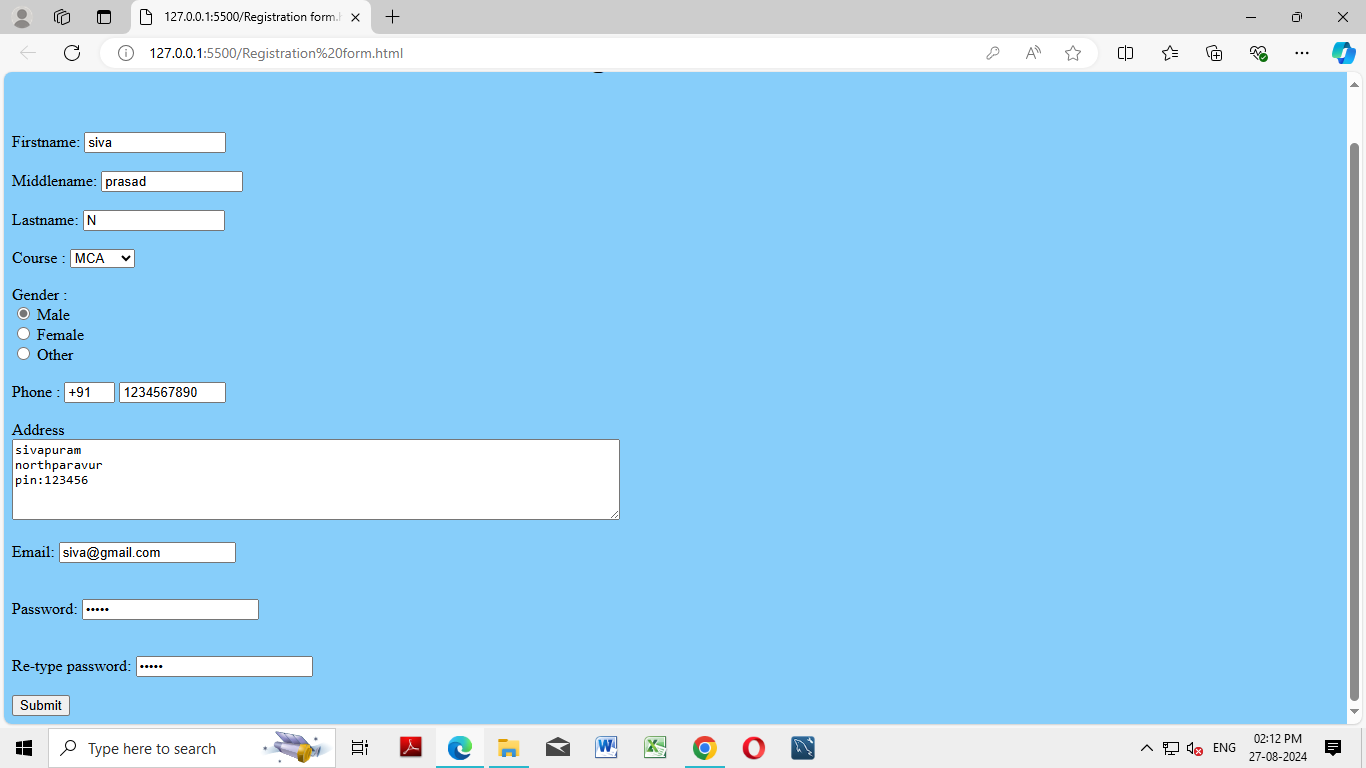 127.0.0.1:5500/Registration form.h
127.0.0.1:5500/Registration%20form.html
Firstname: siva
Middlename: prasad
Lastname: N
Course : MCA
Gender :
Male
Female
Other
Phone : +91 1234567890
Address
sivapuram
northparavur
pin:123456
Email: siva@gmail.com
Password: •••••
Re-type password: •••••
Submit
Type here to search
ENG
02:12 PM
27-08-2024